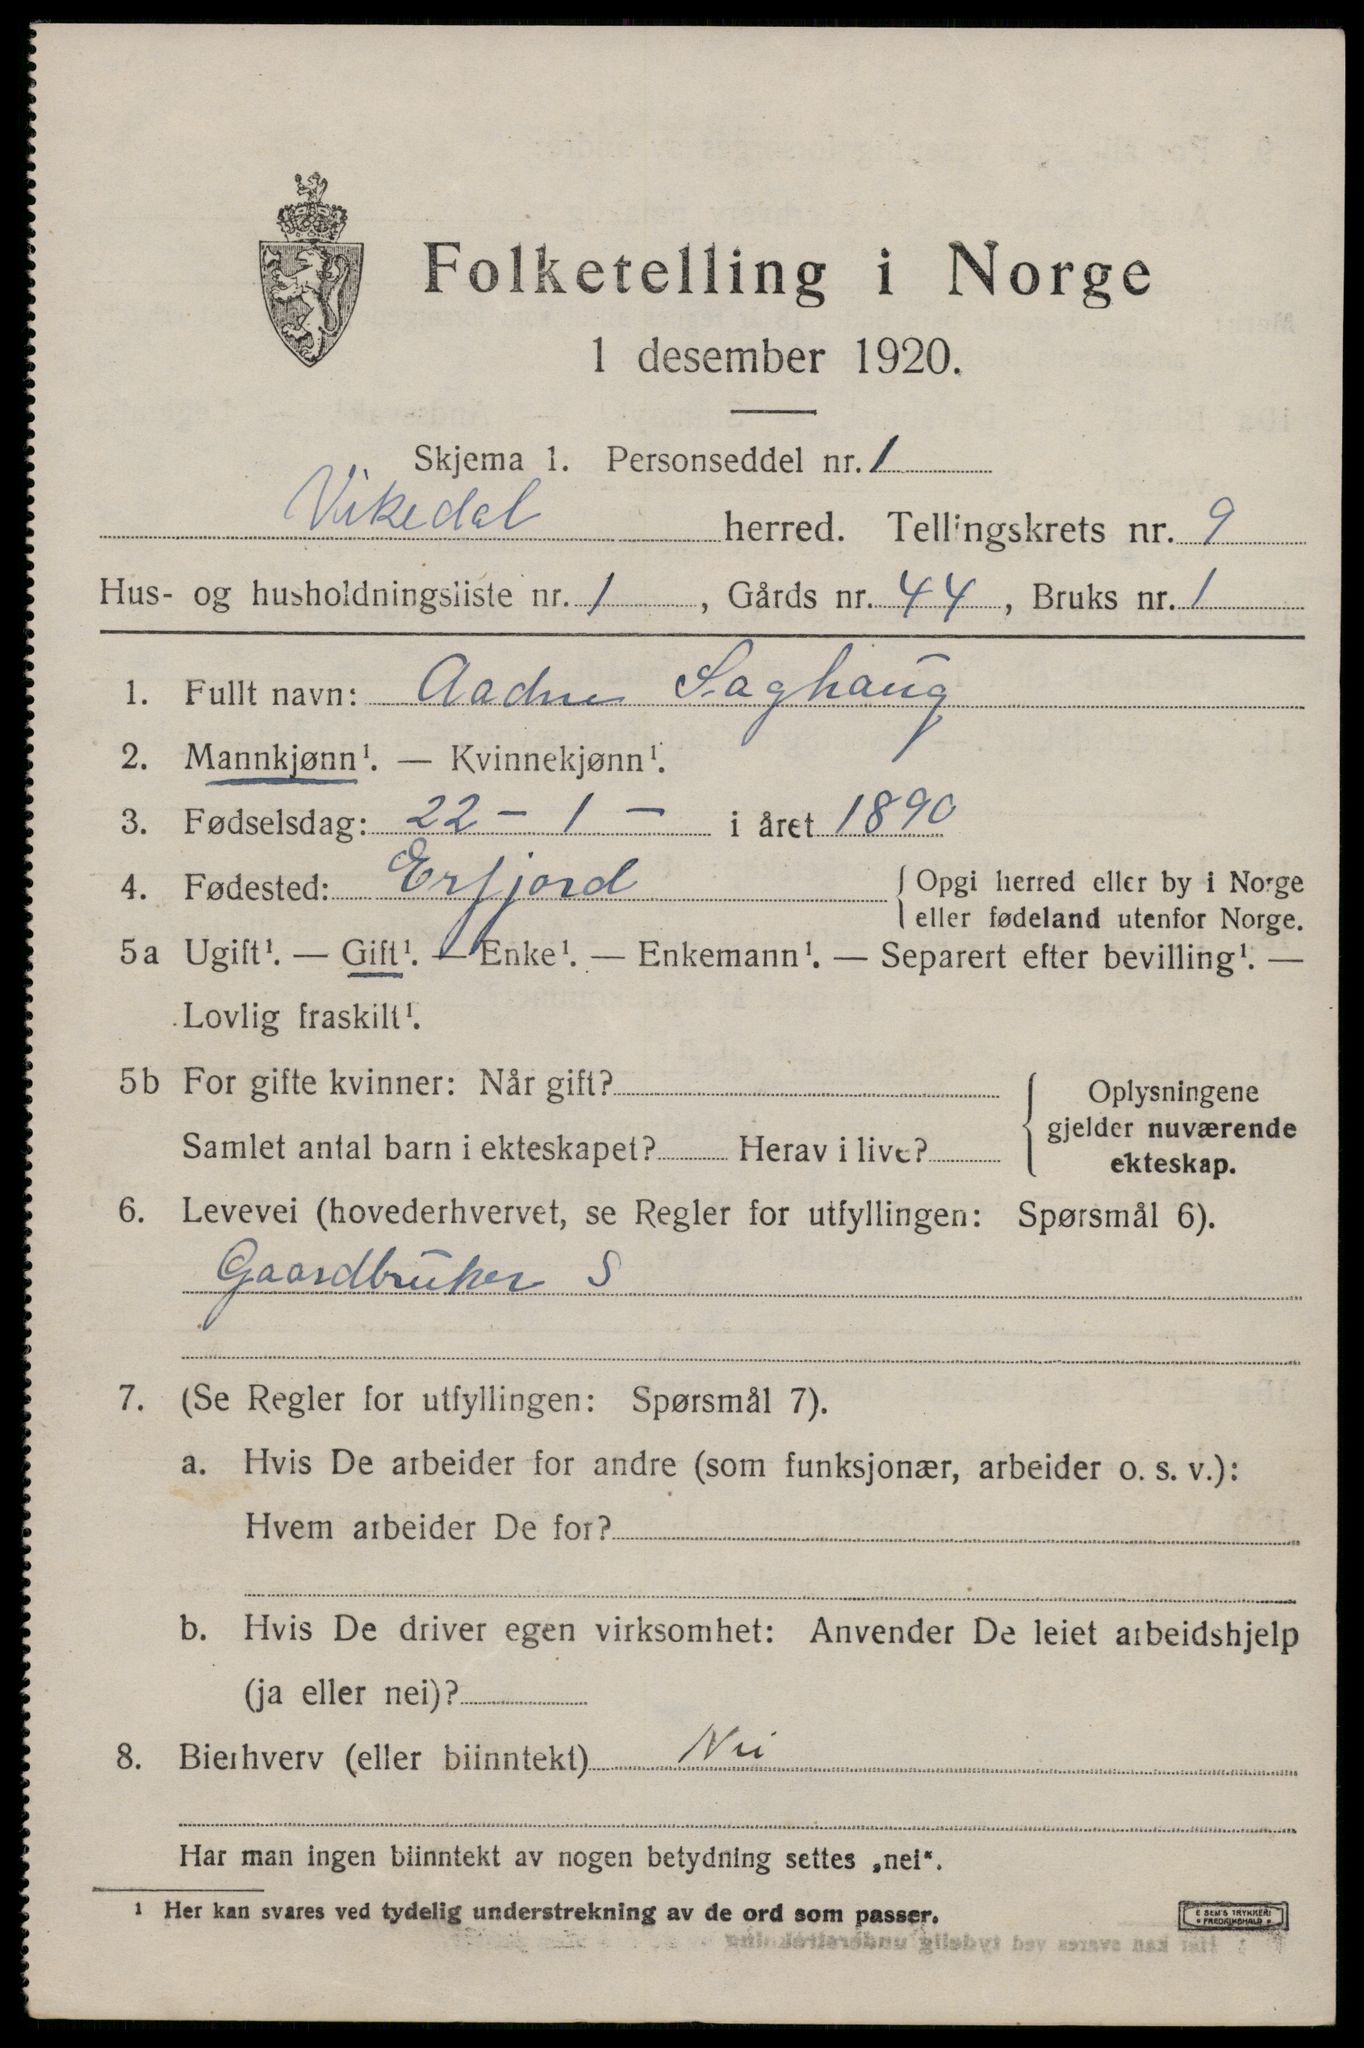 Folketelling i Norge
1 desember 1920.
Skjema 1. Personseddel nr. 1
Vikedal herred. Tellingskrets nr. 9
Hus- og husholdningsliste nr. 1, Gårds nr. 44, Bruks nr. 1
1. Fullt navn: Aadne Saghaug
2. Mannkjønn¹. — Kvinnekjønn¹.
3. Fødselsdag: 22 - 1 - i året 1890
4. Fødested: Erfjord { Opgi herred eller by i Norge
eller fødeland utenfor Norge.
5a Ugift¹. — Gift¹. — Enke¹. — Enkemann¹. — Separert efter bevilling¹. —
Lovlig fraskilt¹.
5b For gifte kvinner: Når gift?
Samlet antal barn i ekteskapet? Herav i live?
{ Oplysningene
gjelder nuværende
ekteskap.
6. Levevei (hovederhvervet, se Regler for utfyllingen: Spørsmål 6).
Gaardbruker S
7. (Se Regler for utfyllingen: Spørsmål 7).
a. Hvis De arbeider for andre (som funksjonær, arbeider o. s. v.):
Hvem arbeider De for?
b. Hvis De driver egen virksomhet: Anvender De leiet arbeidshjelp
(ja eller nei)?
8. Bierhverv (eller biinntekt) Nei
Har man ingen biinntekt av nogen betydning settes „nei“.
¹ Her kan svares ved tydelig understrekning av de ord som passer.
E SEM'S TRYKKERI
FREDRIKSHALD